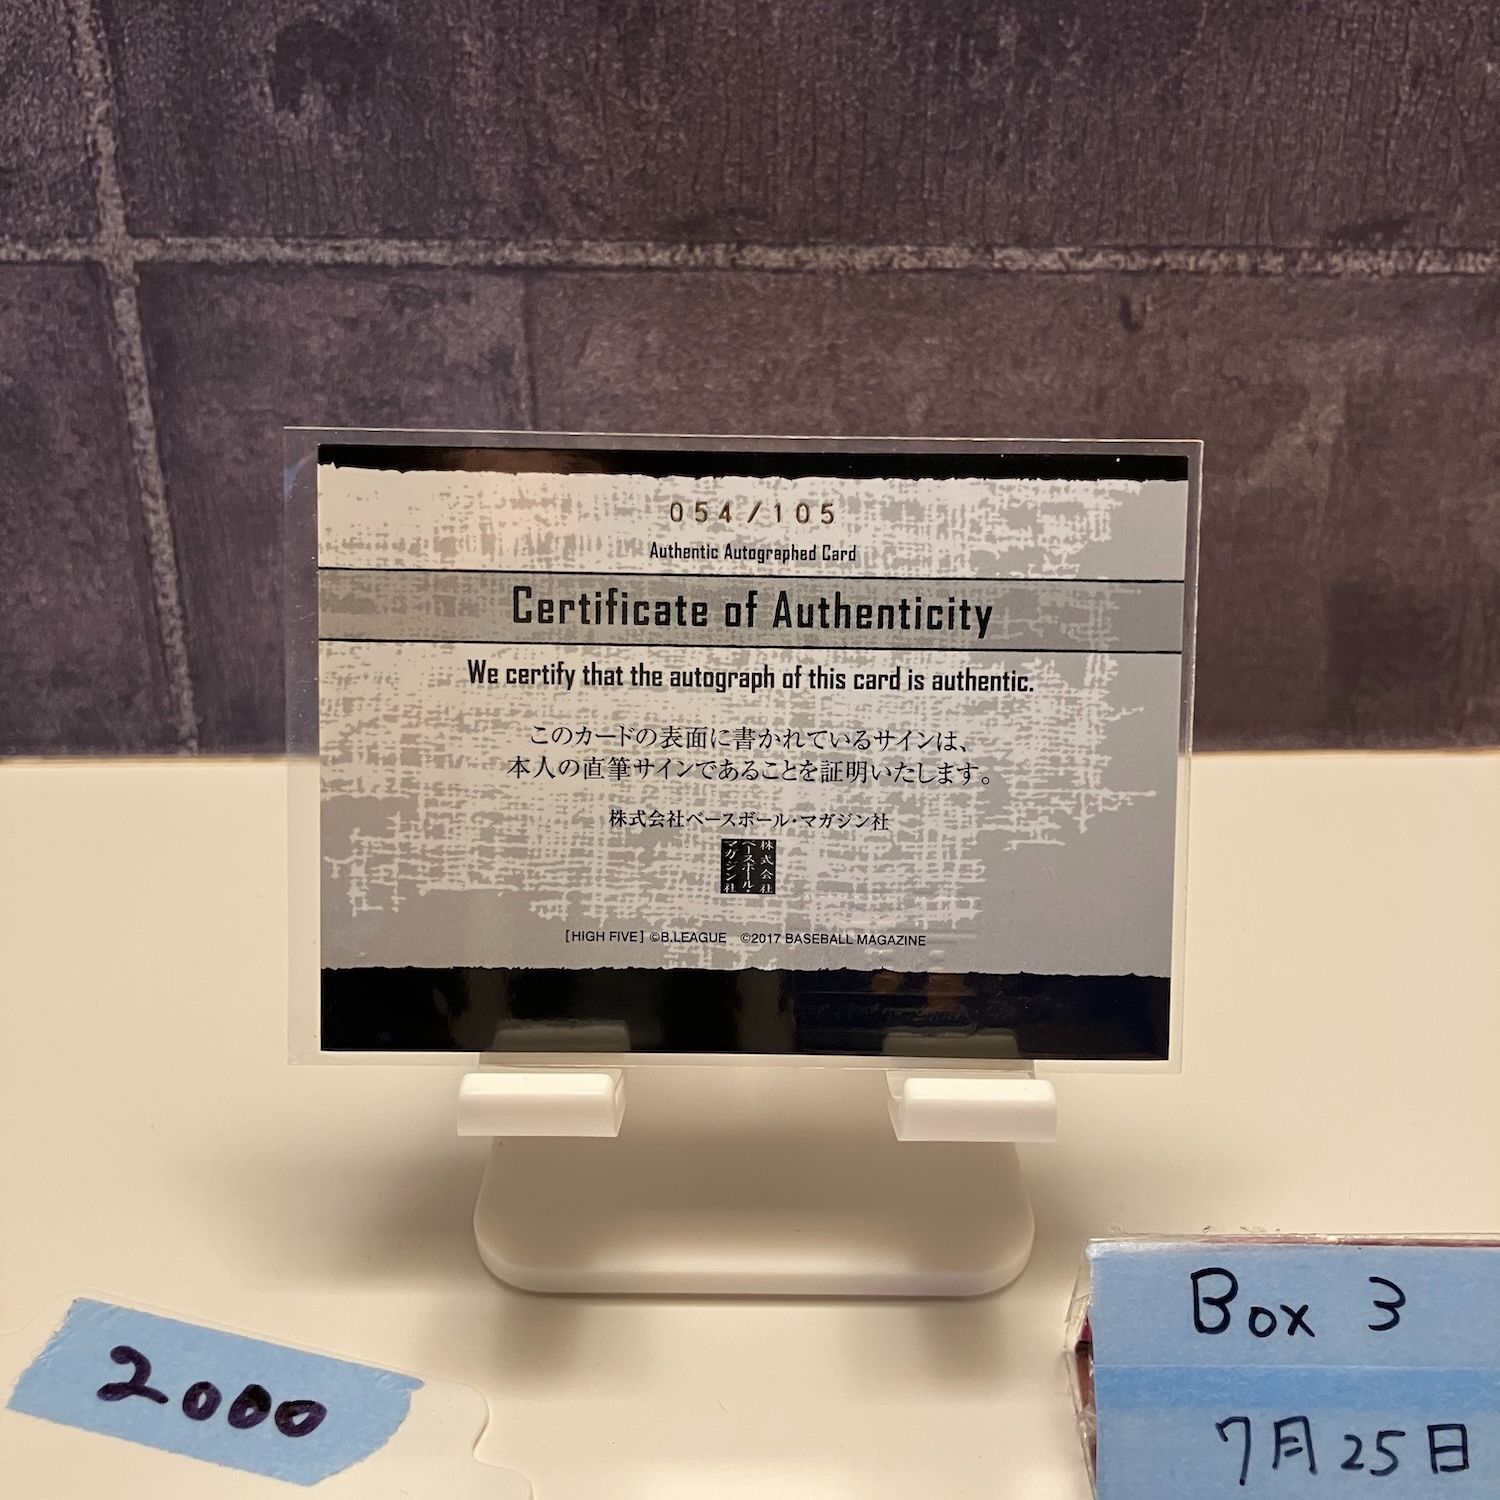 054/105
Authentic Autographed Card
Certificate of Authenticity
We certify that the autograph of this card is authentic.
このカードの表面に書かれているサインは、
本人の直筆サインであることを証明いたします。
株式会社ベースボール・マガジン社
株式会社
ベースボール・
マガジン社
[HIGH FIVE] ©B.LEAGUE ©2017 BASEBALL MAGAZINE
2000
Box 3
7月25日